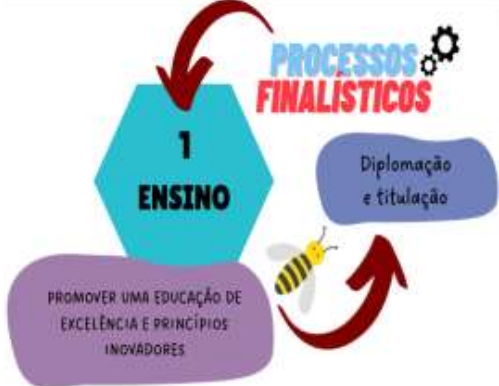 PROCESSOS
FINALÍSTICOS
1
ENSINO
Diplomação
e titulação
PROMOVER UMA EDUCAÇÃO DE
EXCELÊNCIA E PRINCÍPIOS
INOVADORES